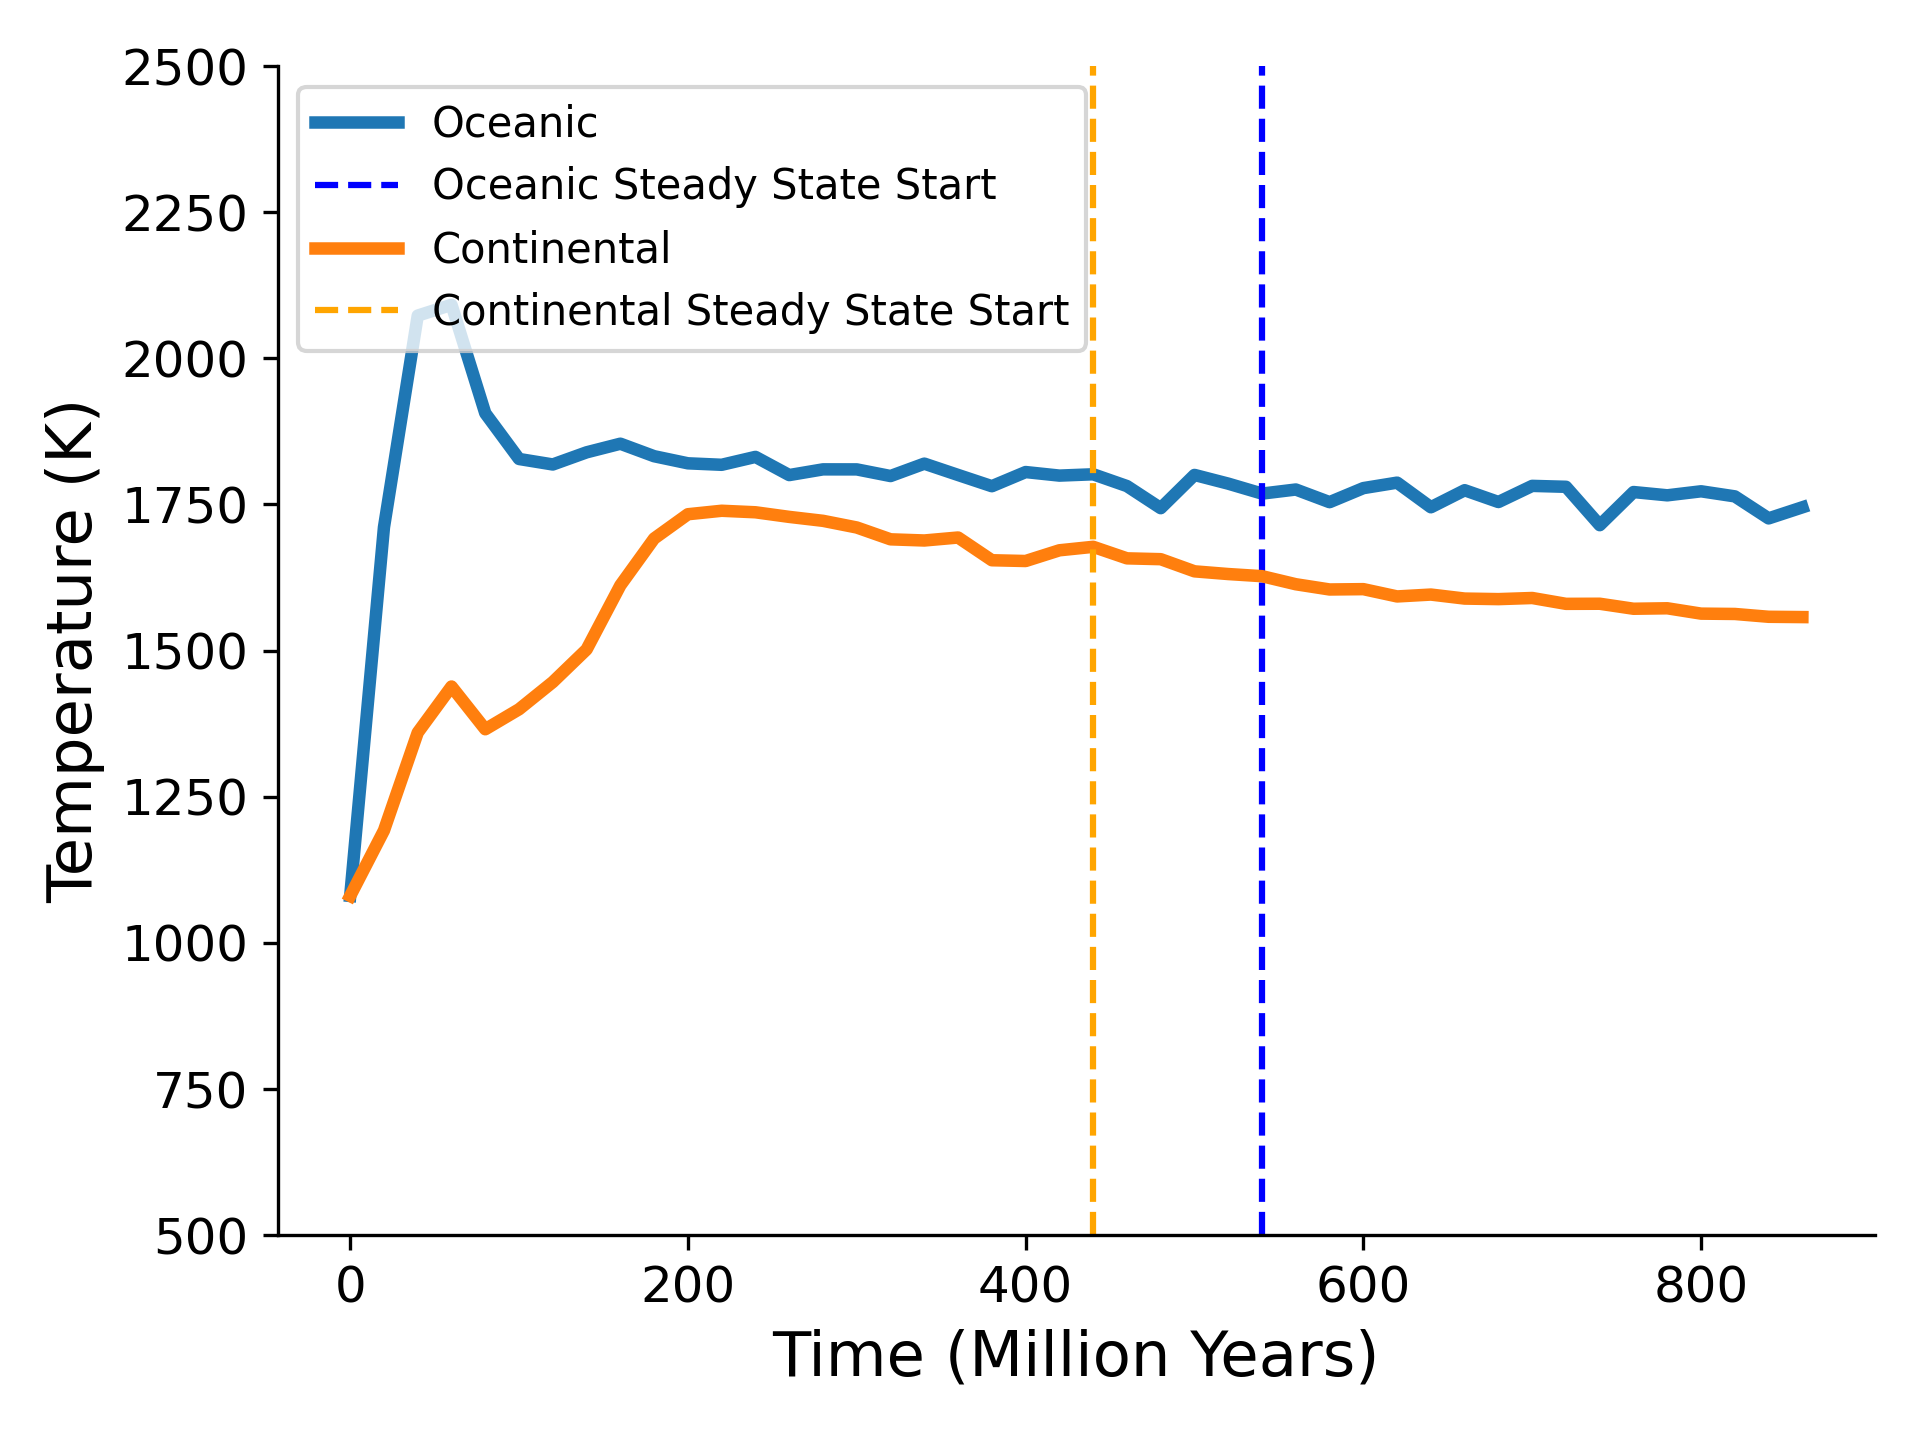 2500
2250
2000
1750
1500
1250
1000
750
500
Temperature (K)
Oceanic
Oceanic Steady State Start
Continental
Continental Steady State Start
0 200 400 600 800
Time (Million Years)